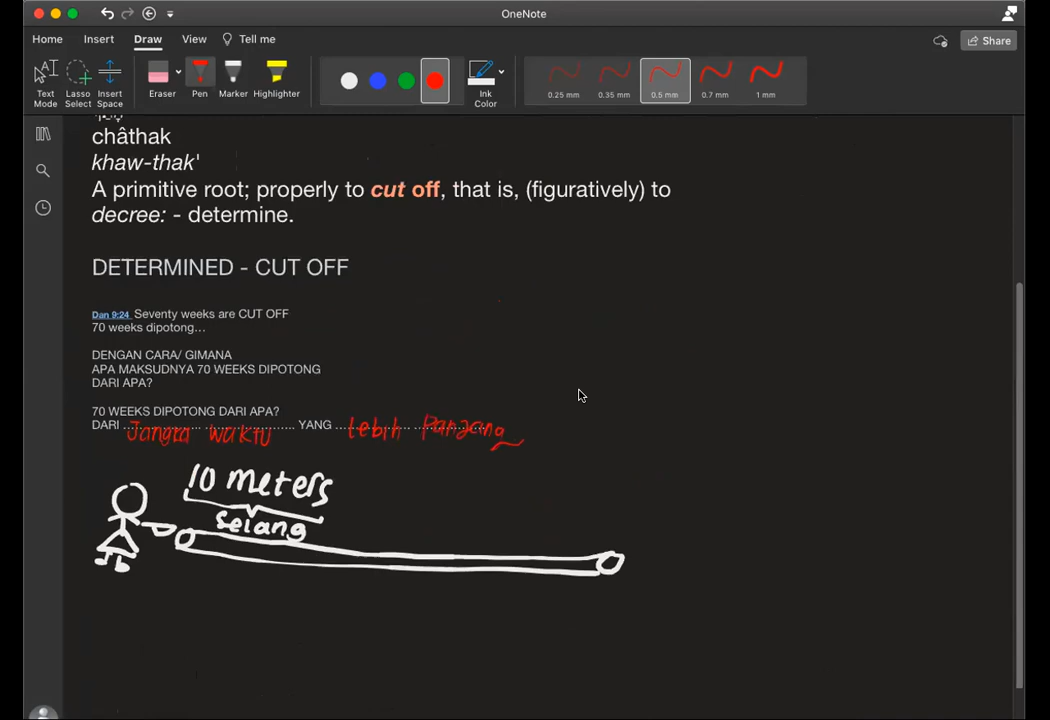 OneNote
Home Insert Draw View Tell me
Share
Text Mode
Lasso Select
Insert Space
Eraser
Pen
Marker
Highlighter
Ink Color
0.25 mm
0.35 mm
0.5 mm
0.7 mm
1 mm
châthak
khaw-thak'
A primitive root; properly to cut off, that is, (figuratively) to
decree: - determine.
DETERMINED - CUT OFF
Dan 9:24 Seventy weeks are CUT OFF
70 weeks dipotong...
DENGAN CARA/ GIMANA
APA MAKSUDNYA 70 WEEKS DIPOTONG
DARI APA?
70 WEEKS DIPOTONG DARI APA?
DARI Jangka waktu YANG Lebih Panjang
10 meters
selang